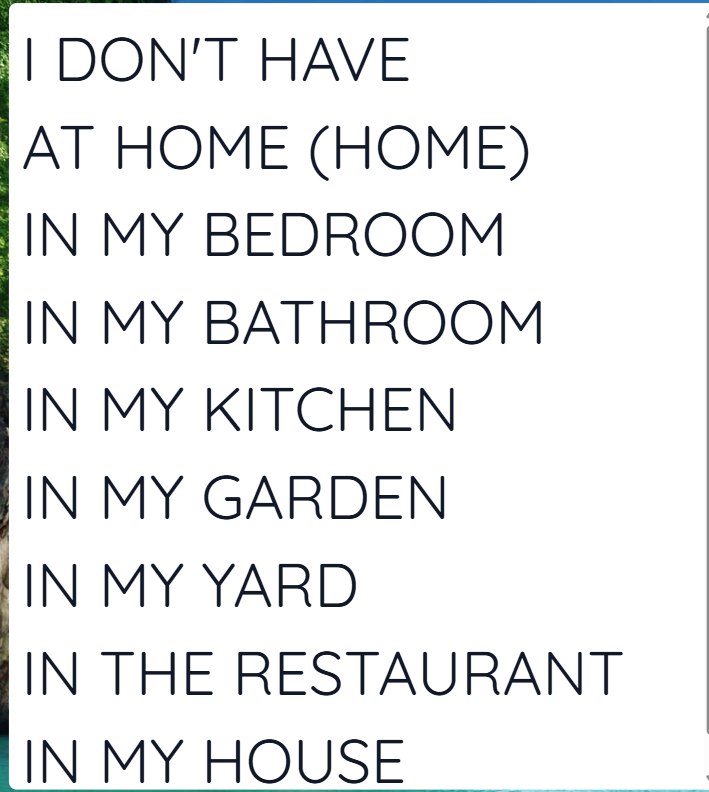 I DON'T HAVE
AT HOME (HOME)
IN MY BEDROOM
IN MY BATHROOM
IN MY KITCHEN
IN MY GARDEN
IN MY YARD
IN THE RESTAURANT
IN MY HOUSE